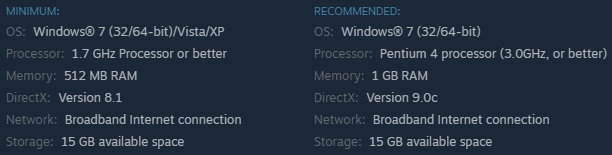 MINIMUM:
OS: Windows® 7 (32/64-bit)/Vista/XP
Processor: 1.7 GHz Processor or better
Memory: 512 MB RAM
DirectX: Version 8.1
Network: Broadband Internet connection
Storage: 15 GB available space
RECOMMENDED:
OS: Windows® 7 (32/64-bit)
Processor: Pentium 4 processor (3.0GHz, or better)
Memory: 1 GB RAM
DirectX: Version 9.0c
Network: Broadband Internet connection
Storage: 15 GB available space